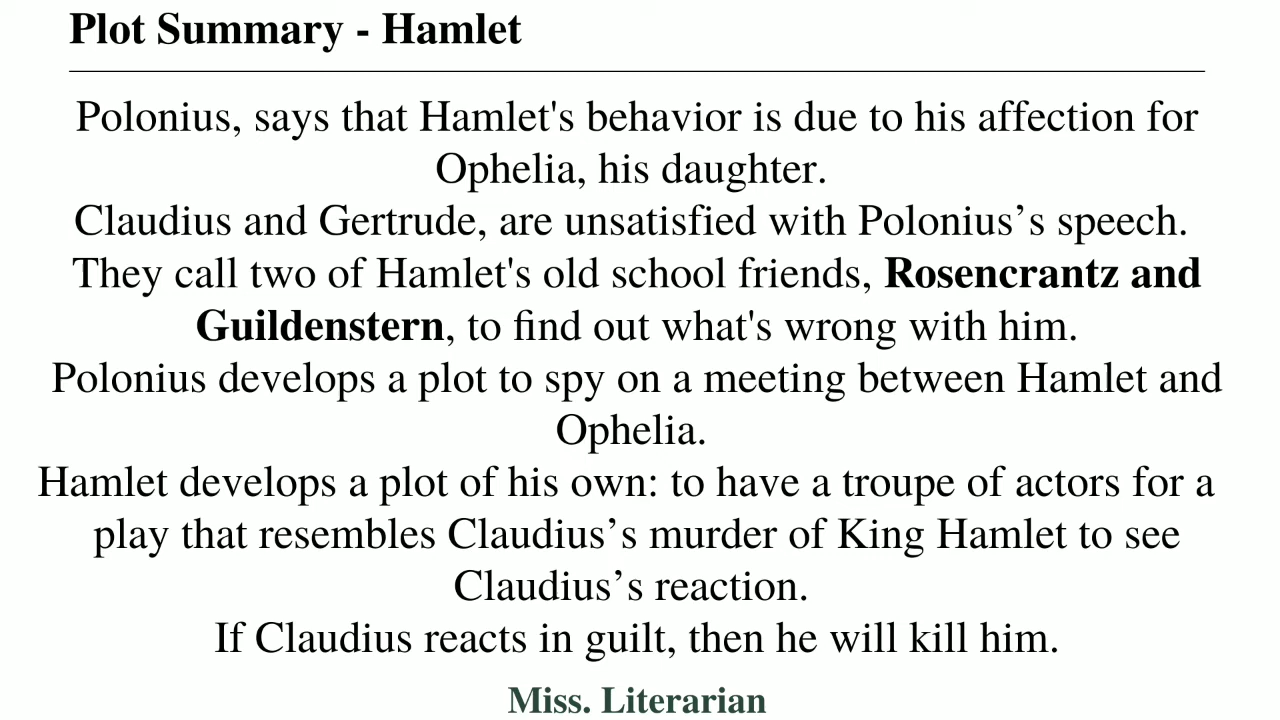 Plot Summary - Hamlet
Polonius, says that Hamlet's behavior is due to his affection for
Ophelia, his daughter.
Claudius and Gertrude, are unsatisfied with Polonius’s speech.
They call two of Hamlet's old school friends, Rosencrantz and
Guildenstern, to find out what's wrong with him.
Polonius develops a plot to spy on a meeting between Hamlet and
Ophelia.
Hamlet develops a plot of his own: to have a troupe of actors for a
play that resembles Claudius’s murder of King Hamlet to see
Claudius’s reaction.
If Claudius reacts in guilt, then he will kill him.
Miss. Literarian